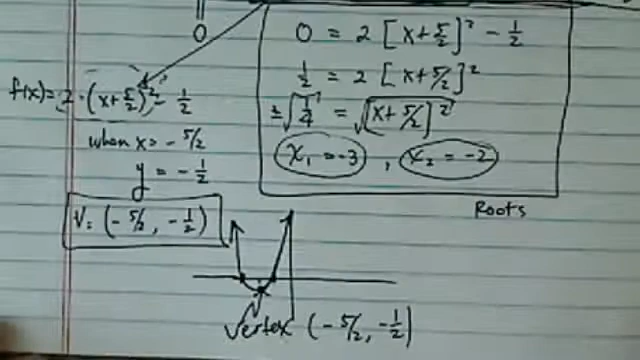 0
0 = 2 [x + 5/2]² - 1/2
1/2 = 2 [x + 5/2]²
± √1/4 = √[x + 5/2]²
x₁ = -3 , x₂ = -2
Roots
f(x) = 2 · (x + 5/2)² - 1/2
when x = - 5/2
y = - 1/2
V: (- 5/2, - 1/2)
Vertex (- 5/2, - 1/2)